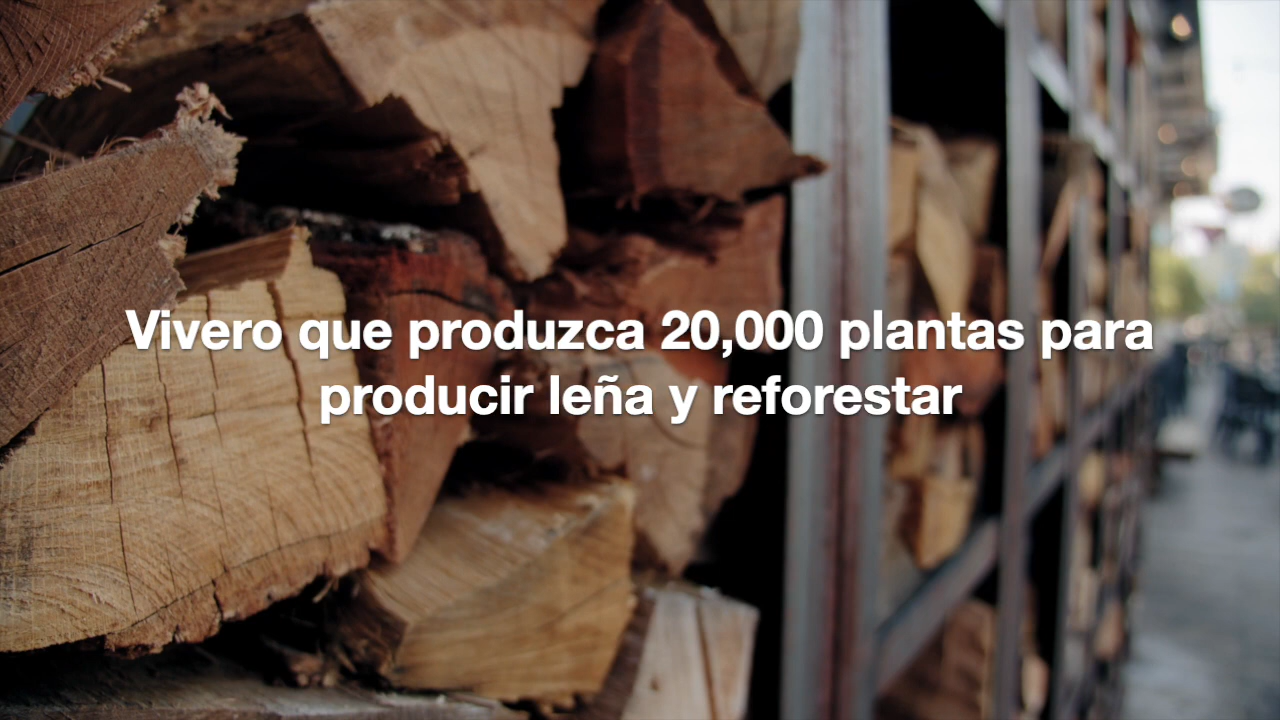 Vivero que produzca 20,000 plantas para
producir leña y reforestar